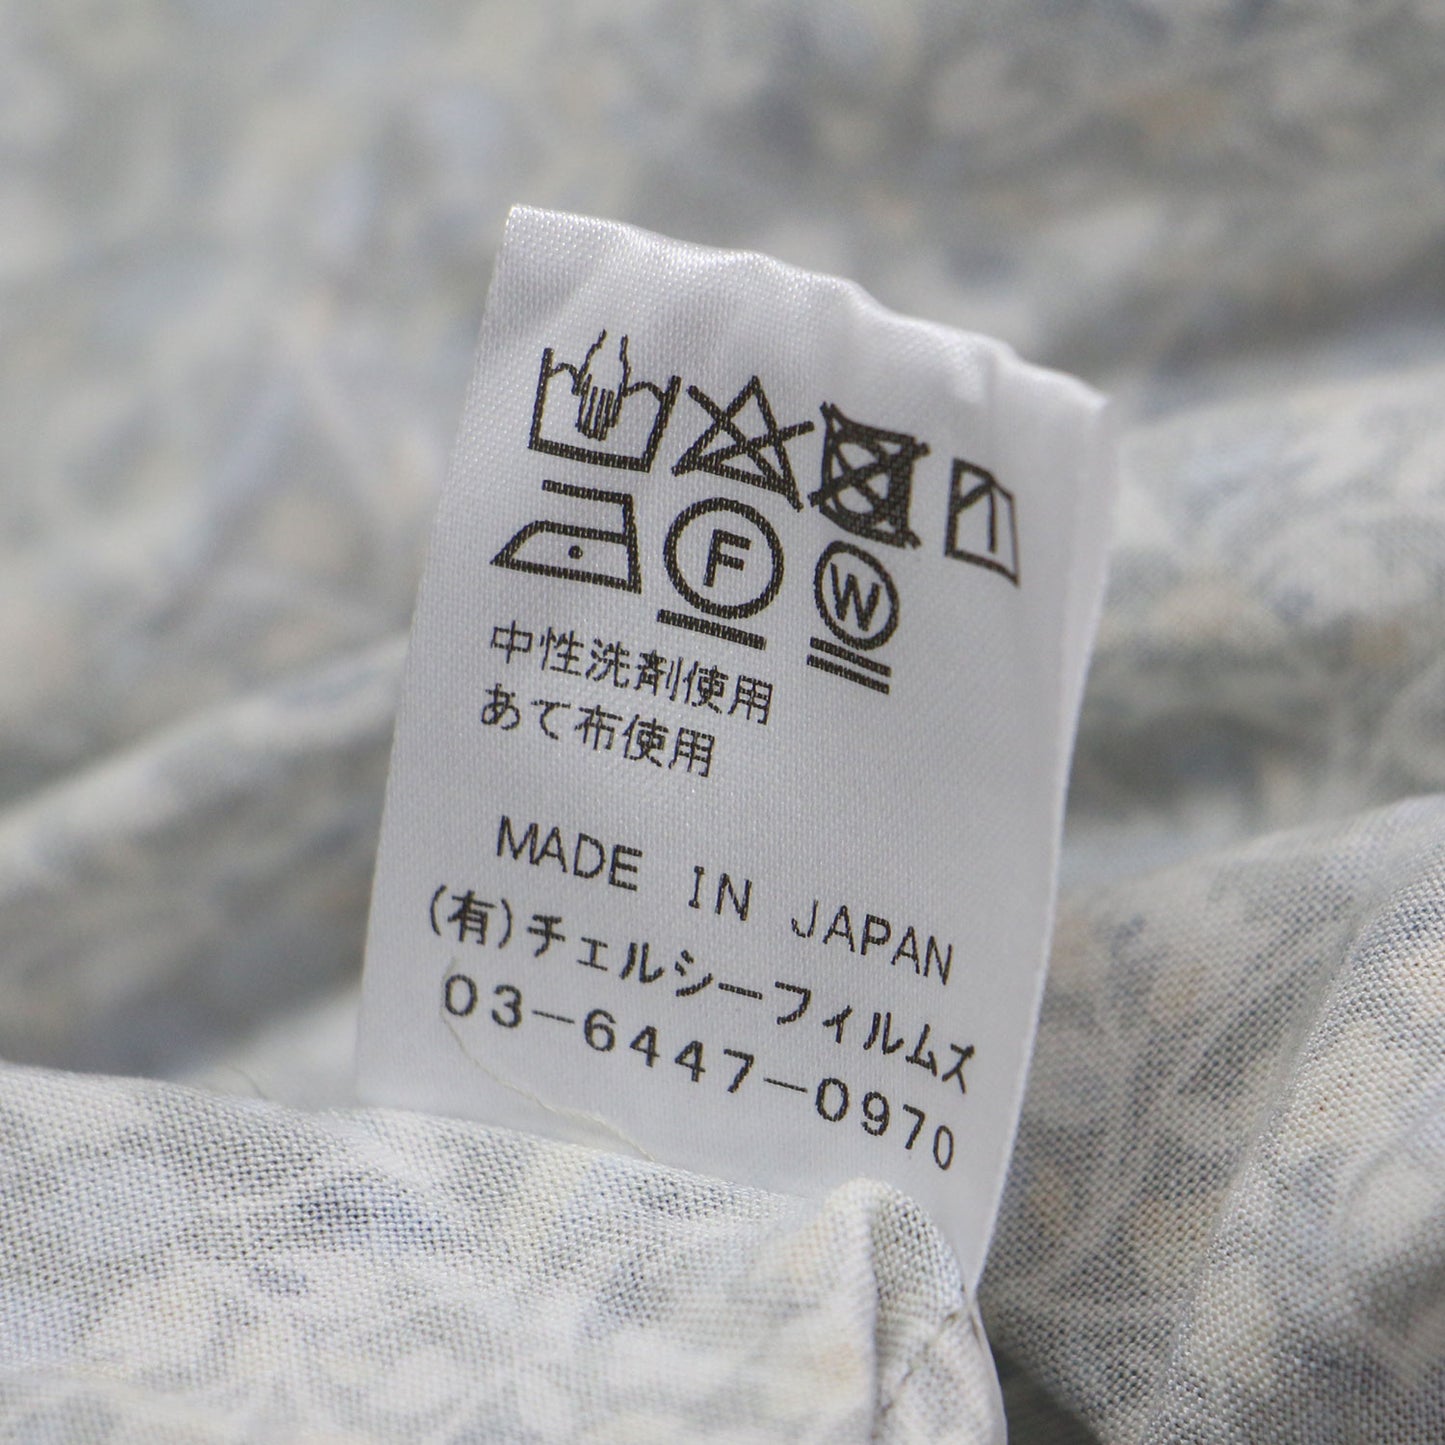 F W
中性洗剤使用
あて布使用
MADE IN JAPAN
(有)チェルシーフィルムズ
03-6447-0970